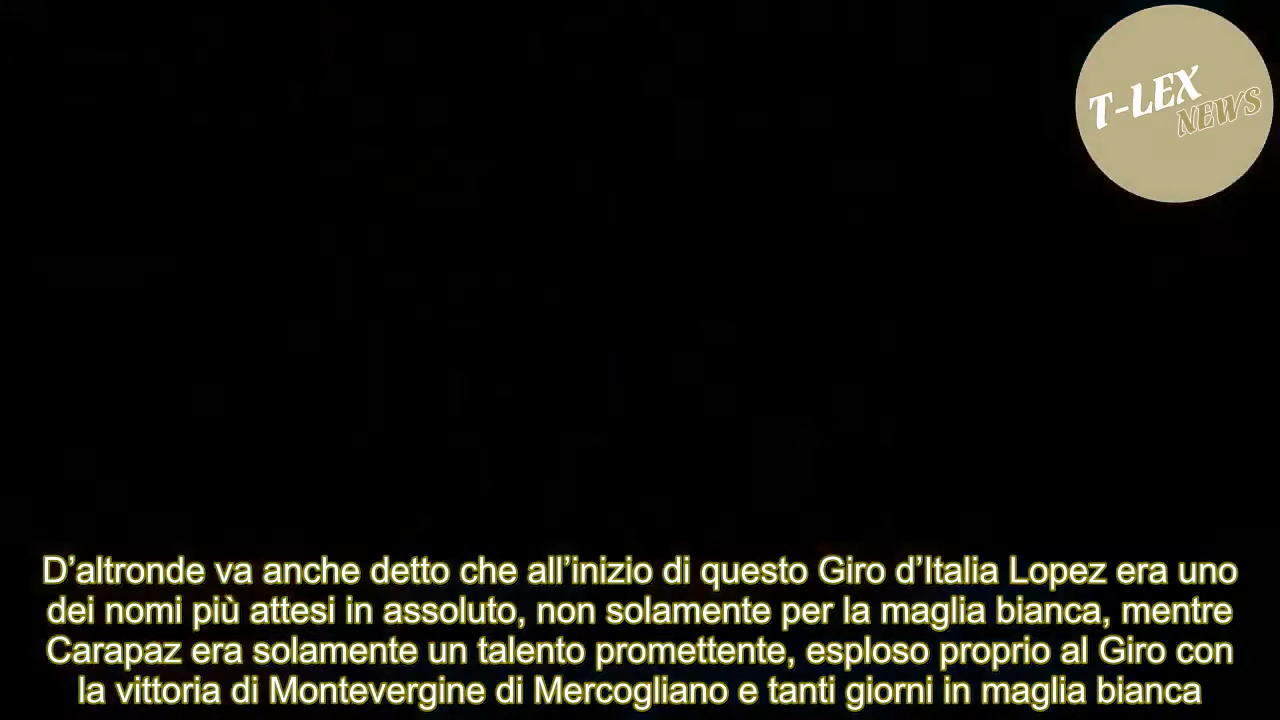 T-LEX
NEWS
D’altronde va anche detto che all’inizio di questo Giro d’Italia Lopez era uno
dei nomi più attesi in assoluto, non solamente per la maglia bianca, mentre
Carapaz era solamente un talento promettente, esploso proprio al Giro con
la vittoria di Montevergine di Mercogliano e tanti giorni in maglia bianca